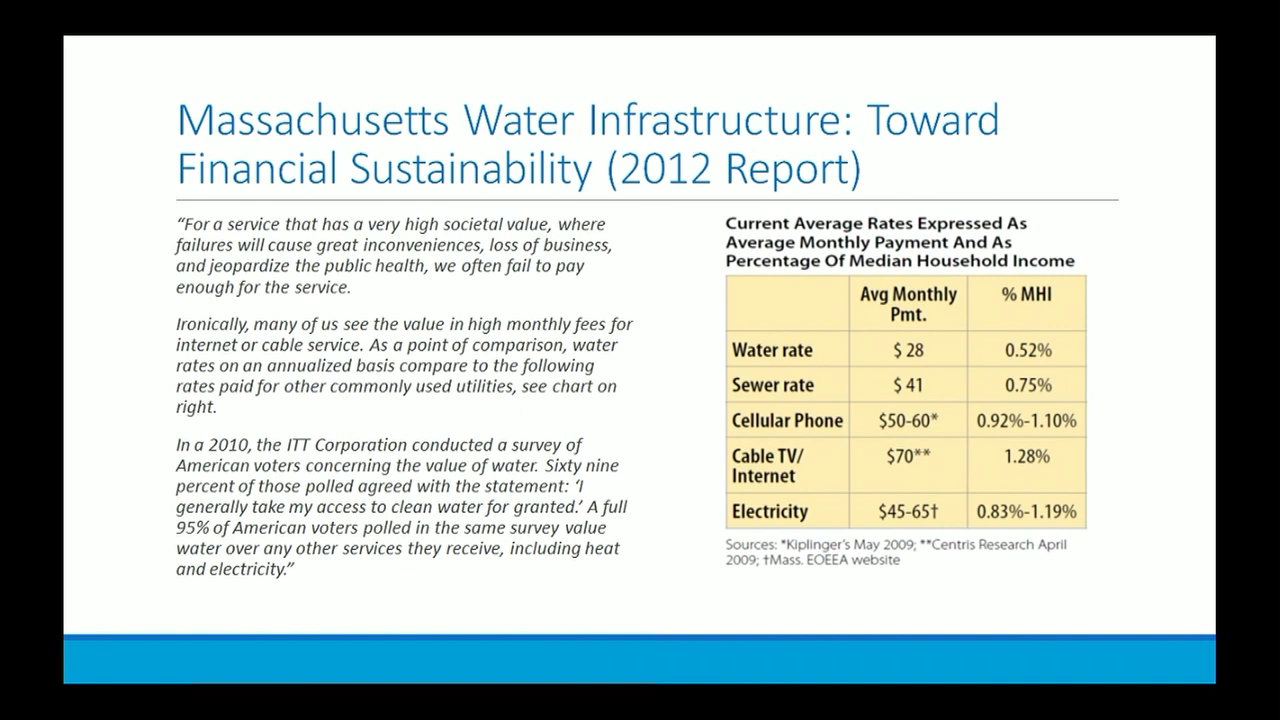 Massachusetts Water Infrastructure: Toward
Financial Sustainability (2012 Report)
“For a service that has a very high societal value, where
failures will cause great inconveniences, loss of business,
and jeopardize the public health, we often fail to pay
enough for the service.
Ironically, many of us see the value in high monthly fees for
internet or cable service. As a point of comparison, water
rates on an annualized basis compare to the following
rates paid for other commonly used utilities, see chart on
right.
In a 2010, the ITT Corporation conducted a survey of
American voters concerning the value of water. Sixty nine
percent of those polled agreed with the statement: ‘I
generally take my access to clean water for granted.’ A full
95% of American voters polled in the same survey value
water over any other services they receive, including heat
and electricity.”
Current Average Rates Expressed As
Average Monthly Payment And As
Percentage Of Median Household Income
Avg Monthly % MHI
Pmt.
Water rate $ 28 0.52%
Sewer rate $ 41 0.75%
Cellular Phone $50-60* 0.92%-1.10%
Cable TV/ $70** 1.28%
Internet
Electricity $45-65† 0.83%-1.19%
Sources: *Kiplinger’s May 2009; **Centris Research April
2009; †Mass. EOEEA website